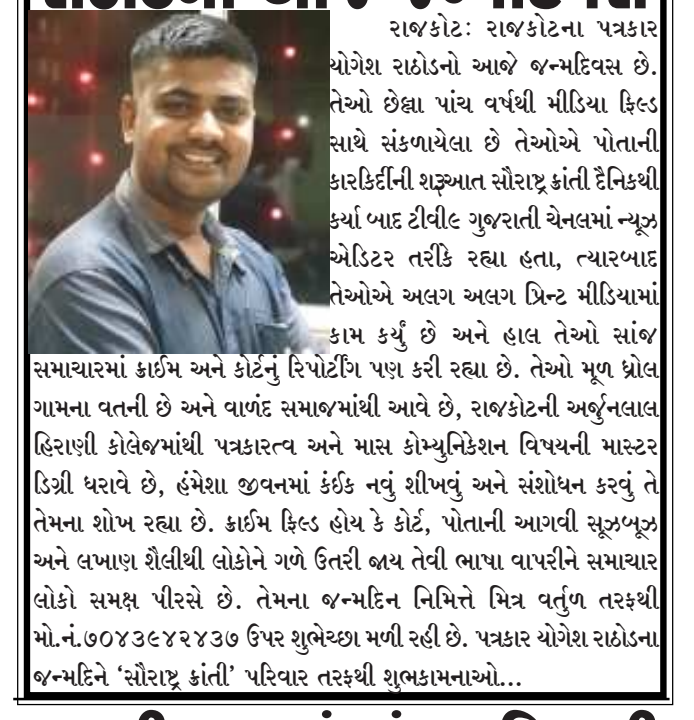 રાજકોટઃ રાજકોટના પત્રકાર
યોગેશ રાઠોડનો આજે જન્મદિવસ છે.
તેઓ છેલ્લા પાંચ વર્ષથી મીડિયા ફિલ્ડ
સાથે સંકળાયેલા છે તેઓએ પોતાની
કારકિર્દીની શરૂઆત સૌરાષ્ટ્ર ક્રાંતી દૈનિકથી
કર્યા બાદ ટીવી૯ ગુજરાતી ચેનલમાં ન્યૂઝ
એડિટર તરીકે રહ્યા હતા, ત્યારબાદ
તેઓએ અલગ અલગ પ્રિન્ટ મીડિયામાં
કામ કર્યું છે અને હાલ તેઓ સાંજ
સમાચારમાં ક્રાઈમ અને કોર્ટનું રિપોર્ટીંગ પણ કરી રહ્યા છે. તેઓ મૂળ ધ્રોલ
ગામના વતની છે અને વાળંદ સમાજમાંથી આવે છે, રાજકોટની અર્જુનલાલ
હિરાણી કોલેજમાંથી પત્રકારત્વ અને માસ કોમ્યુનિકેશન વિષયની માસ્ટર
ડિગ્રી ધરાવે છે, હંમેશા જીવનમાં કંઈક નવું શીખવું અને સંશોધન કરવું તે
તેમના શોખ રહ્યા છે. ક્રાઈમ ફિલ્ડ હોય કે કોર્ટ, પોતાની આગવી સૂઝબૂઝ
અને લખાણ શૈલીથી લોકોને ગળે ઉતરી જાય તેવી ભાષા વાપરીને સમાચાર
લોકો સમક્ષ પીરસે છે. તેમના જન્મદિન નિમિત્તે મિત્ર વર્તુળ તરફથી
મો.નં.૭૦૪૩૯૪૨૪૩૭ ઉપર શુભેચ્છા મળી રહી છે. પત્રકાર યોગેશ રાઠોડના
જન્મદિને ‘સૌરાષ્ટ્ર ક્રાંતી’ પરિવાર તરફથી શુભકામનાઓ...